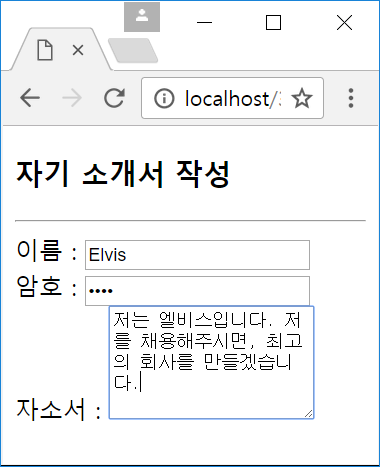 localhost/
자기 소개서 작성
이름 : Elvis
암호 : ••••
저는 엘비스입니다. 저
를 채용해주시면, 최고
의 회사를 만들겠습니
다.
자소서 :